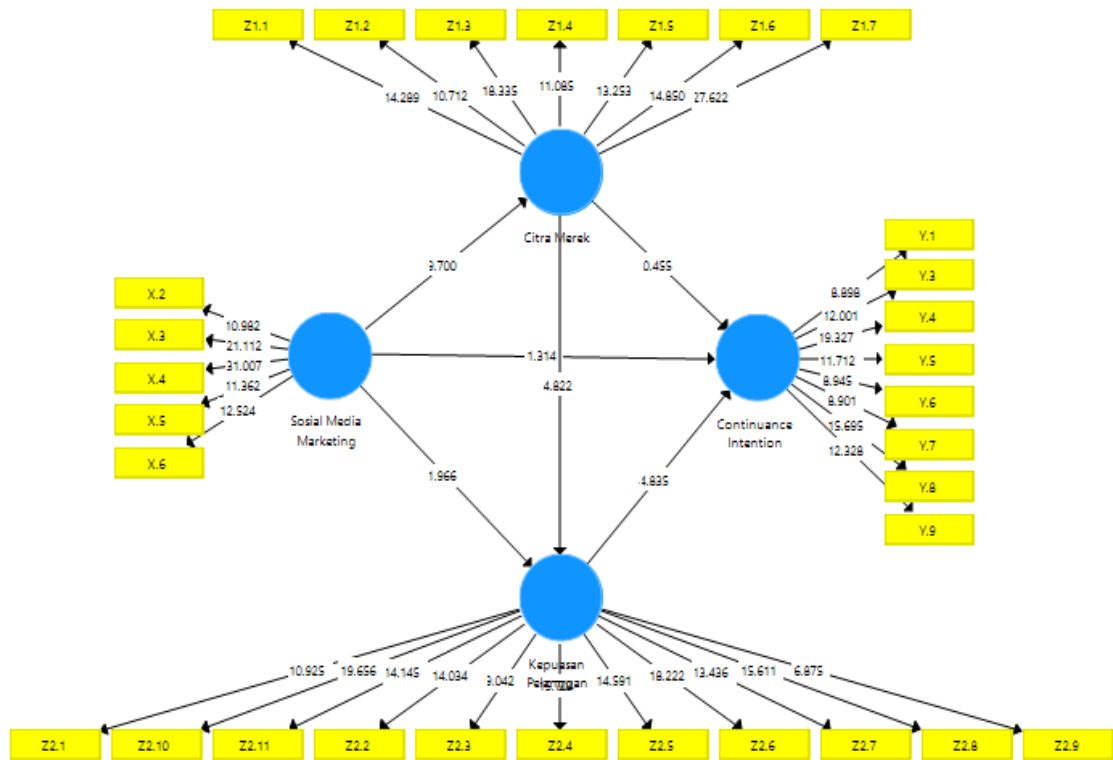 Z1.1 Z1.2 Z1.3 Z1.4 Z1.5 Z1.6 Z1.7
14.289 10.712 18.335 11.085 13.253 14.850 27.622
Citra Merek
Y.1
Y.3
Y.4
Y.5
Y.6
Y.7
Y.8
Y.9
8.898
12.001
19.327
11.712
8.945
8.901
15.695
12.328
0.455
X.2
X.3
X.4
X.5
X.6
10.982
21.112
31.007
11.362
12.524
Sosial Media
Marketing
1.314
4.822
Continuance
Intention
4.835
Kepuasan
Pelanggan
10.925 19.656 14.145 14.034 14.591 18.222 13.436 15.611 6.875
Z2.1 Z2.10 Z2.11 Z2.2 Z2.3 Z2.4 Z2.5 Z2.6 Z2.7 Z2.8 Z2.9